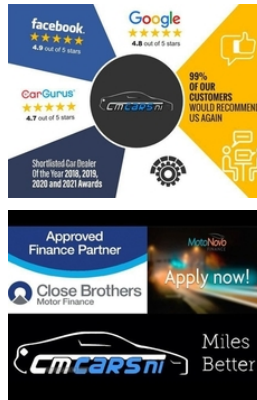 facebook.
4.9 out of 5 stars
Google
4.8 out of 5 stars
CarGurus
4.7 out of 5 stars
cmcarsni
99%
OF OUR
CUSTOMERS
WOULD RECOMMEND
US AGAIN
Shortlisted Car Dealer
Of the Year 2018, 2019,
2020 and 2021 Awards
Approved
Finance Partner
Close Brothers
Motor Finance
MotoNovo
FINANCE
Apply now!
cmcarsni
Miles
Better